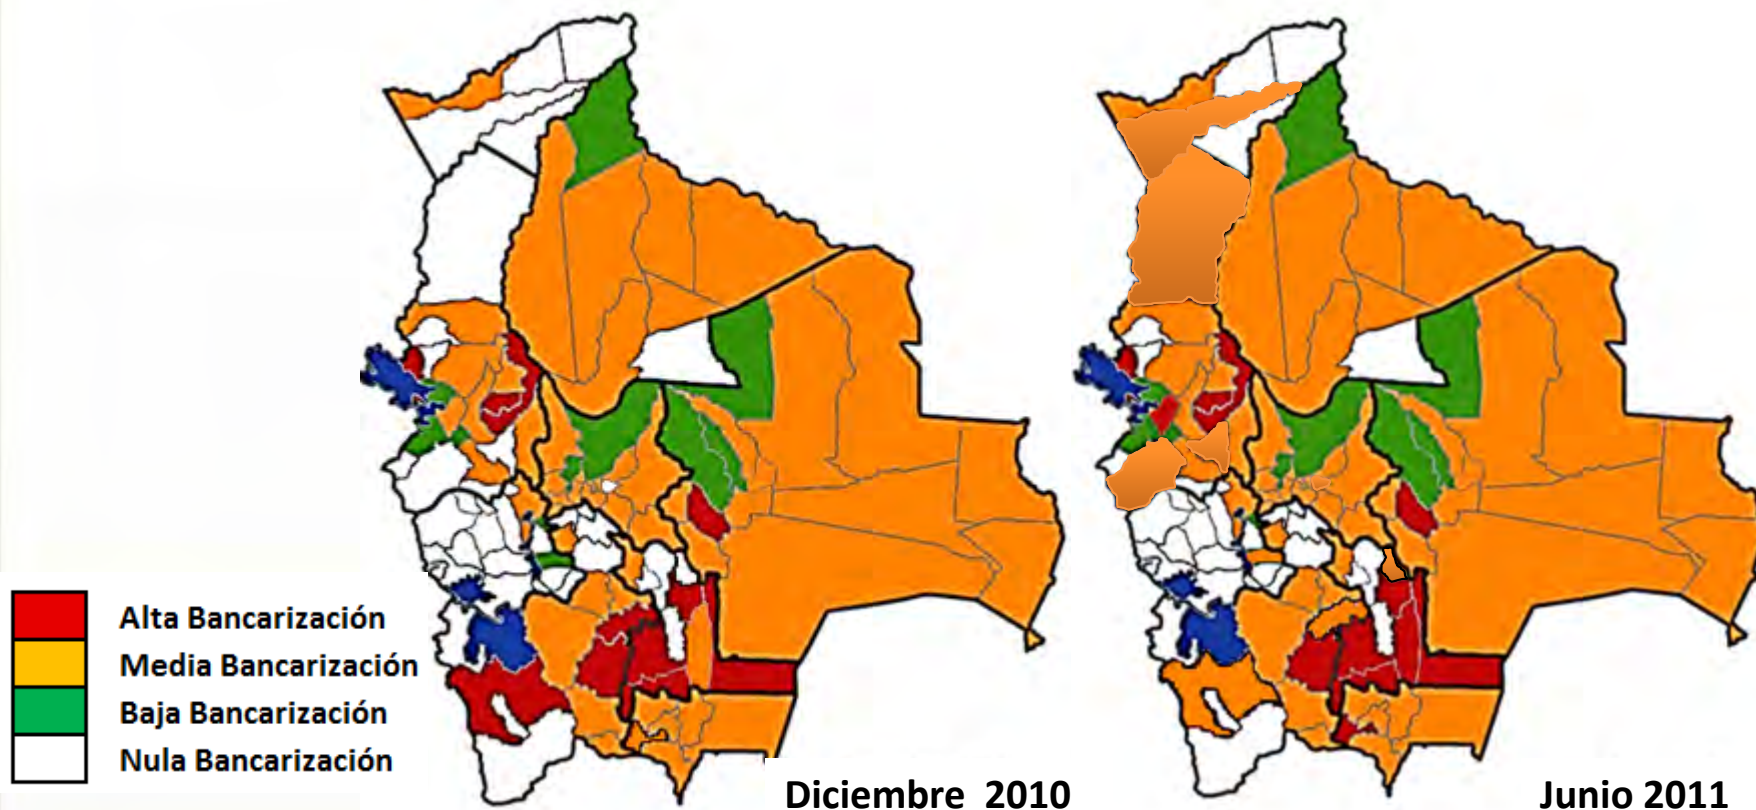 Alta Bancarización
Media Bancarización
Baja Bancarización
Nula Bancarización
Diciembre 2010
Junio 2011